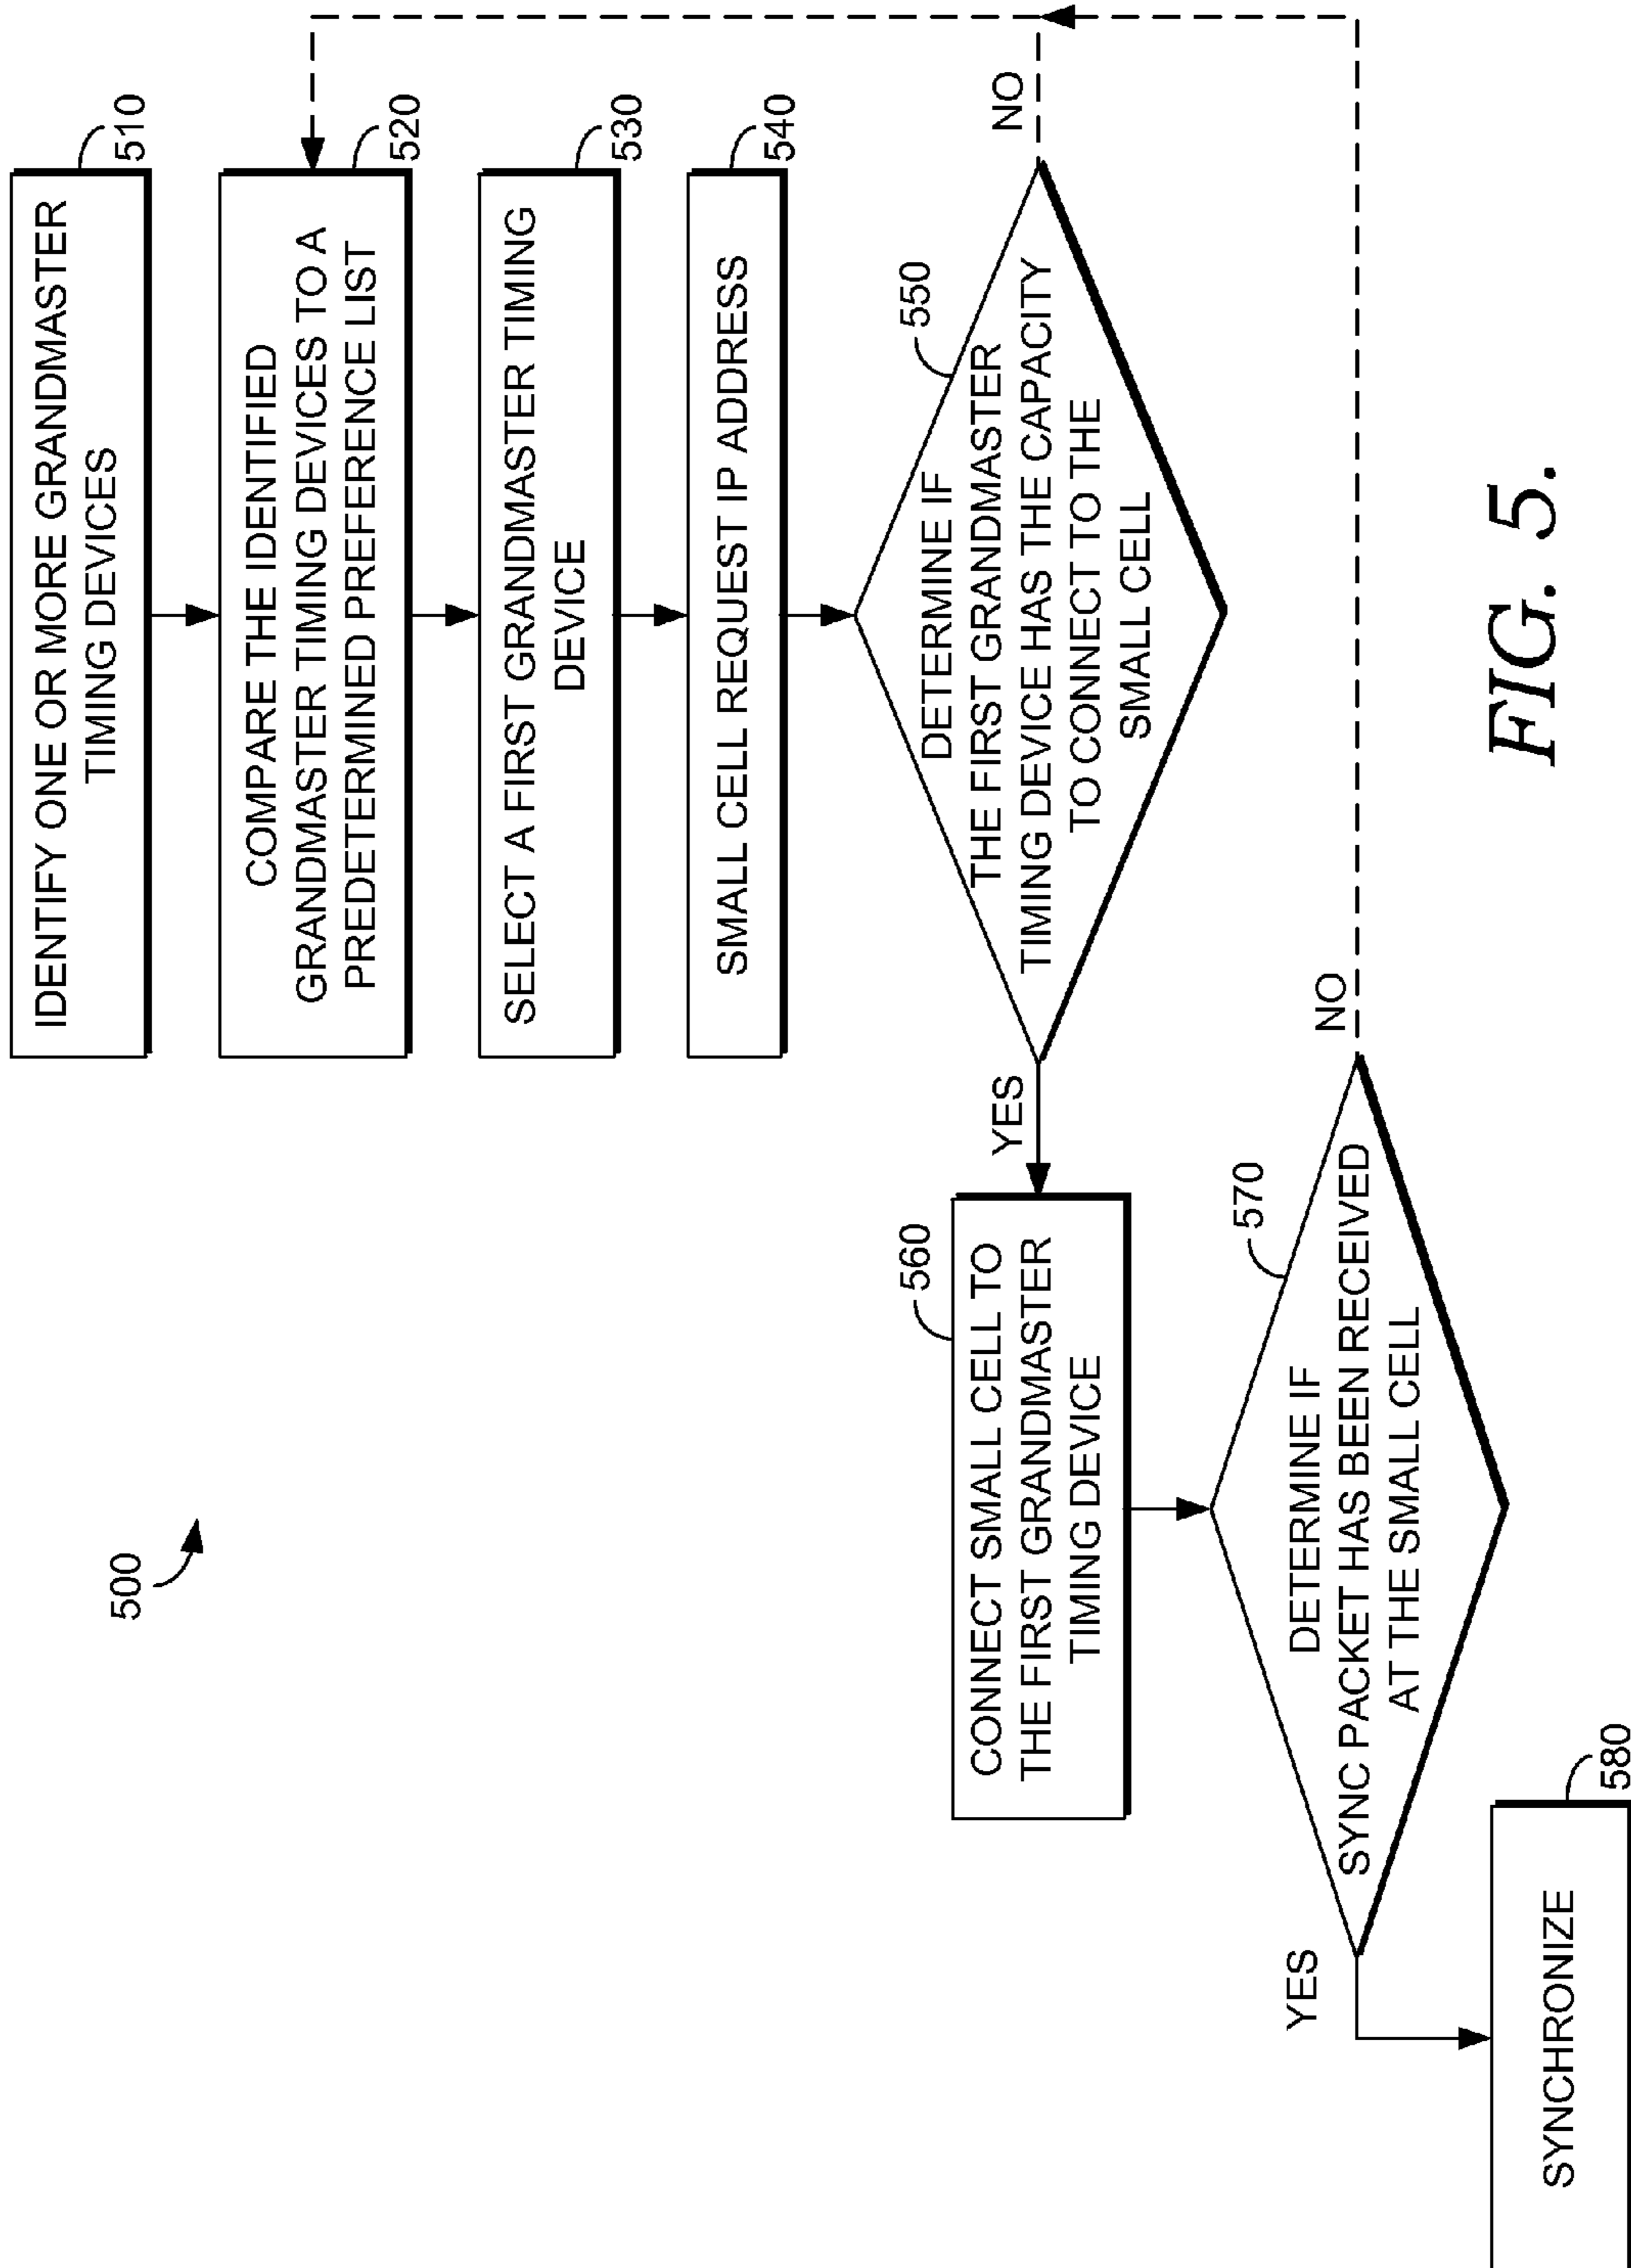 500
IDENTIFY ONE OR MORE GRANDMASTER
TIMING DEVICES
510
COMPARE THE IDENTIFIED
GRANDMASTER TIMING DEVICES TO A
PREDETERMINED PREFERENCE LIST
520
SELECT A FIRST GRANDMASTER TIMING
DEVICE
530
SMALL CELL REQUEST IP ADDRESS
540
DETERMINE IF
THE FIRST GRANDMASTER
TIMING DEVICE HAS THE CAPACITY
TO CONNECT TO THE
SMALL CELL
550
NO
YES
CONNECT SMALL CELL TO
THE FIRST GRANDMASTER
TIMING DEVICE
560
DETERMINE IF
SYNC PACKET HAS BEEN RECEIVED
AT THE SMALL CELL
570
NO
YES
SYNCHRONIZE
580
FIG. 5.